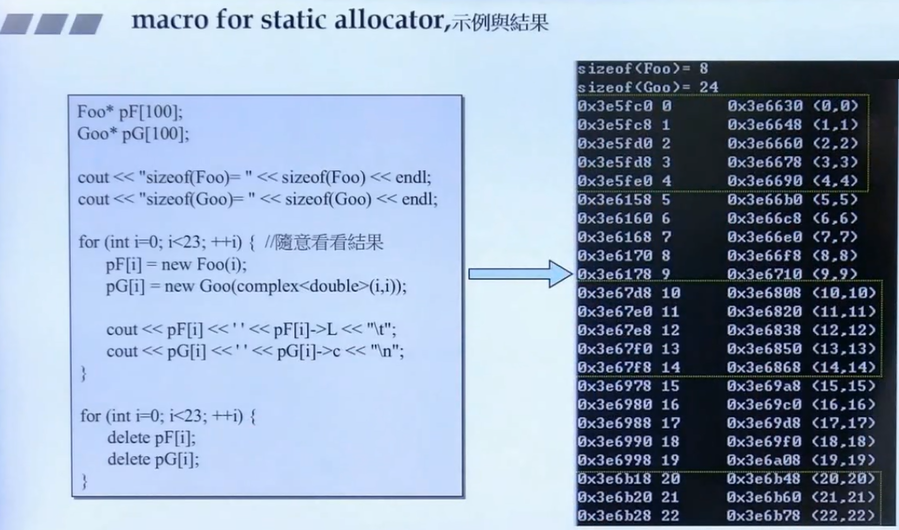 macro for static allocator,示例與結果
Foo* pF[100];
Goo* pG[100];
cout << "sizeof(Foo)= " << sizeof(Foo) << endl;
cout << "sizeof(Goo)= " << sizeof(Goo) << endl;
for (int i=0; i<23; ++i) { //隨意看看結果
pF[i] = new Foo(i);
pG[i] = new Goo(complex<double>(i,i));
cout << pF[i] << ' ' << pF[i]->L << "\t";
cout << pG[i] << ' ' << pG[i]->c << "\n";
}
for (int i=0; i<23; ++i) {
delete pF[i];
delete pG[i];
}
sizeof(Foo)= 8
sizeof(Goo)= 24
0x3e5fc0 0 0x3e6630 (0,0)
0x3e5fc8 1 0x3e6648 (1,1)
0x3e5fd0 2 0x3e6660 (2,2)
0x3e5fd8 3 0x3e6678 (3,3)
0x3e5fe0 4 0x3e6690 (4,4)
0x3e6158 5 0x3e66b0 (5,5)
0x3e6160 6 0x3e66c8 (6,6)
0x3e6168 7 0x3e66e0 (7,7)
0x3e6170 8 0x3e66f8 (8,8)
0x3e6178 9 0x3e6710 (9,9)
0x3e67d8 10 0x3e6808 (10,10)
0x3e67e0 11 0x3e6820 (11,11)
0x3e67e8 12 0x3e6838 (12,12)
0x3e67f0 13 0x3e6850 (13,13)
0x3e67f8 14 0x3e6868 (14,14)
0x3e6978 15 0x3e69a8 (15,15)
0x3e6980 16 0x3e69c0 (16,16)
0x3e6988 17 0x3e69d8 (17,17)
0x3e6990 18 0x3e69f0 (18,18)
0x3e6998 19 0x3e6a08 (19,19)
0x3e6b18 20 0x3e6b48 (20,20)
0x3e6b20 21 0x3e6b60 (21,21)
0x3e6b28 22 0x3e6b78 (22,22)